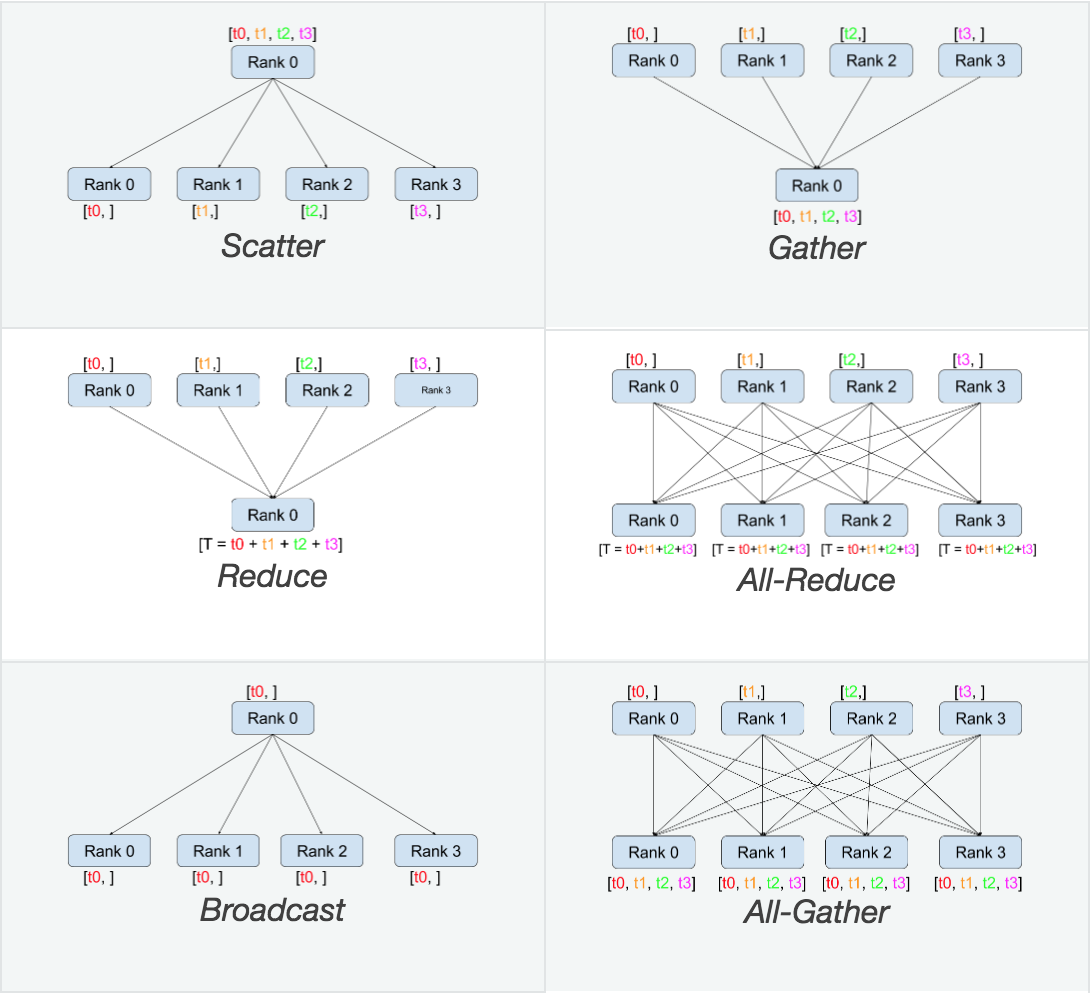 [t0, t1, t2, t3]
Rank 0
Rank 0 Rank 1 Rank 2 Rank 3
[t0, ] [t1,] [t2,] [t3, ]
Scatter
[t0, ] [t1,] [t2,] [t3, ]
Rank 0 Rank 1 Rank 2 Rank 3
Rank 0
[t0, t1, t2, t3]
Gather
[t0, ] [t1,] [t2,] [t3, ]
Rank 0 Rank 1 Rank 2 Rank 3
Rank 0
[T = t0 + t1 + t2 + t3]
Reduce
[t0, ] [t1,] [t2,] [t3, ]
Rank 0 Rank 1 Rank 2 Rank 3
Rank 0 Rank 1 Rank 2 Rank 3
[T = t0+t1+t2+t3] [T = t0+t1+t2+t3] [T = t0+t1+t2+t3] [T = t0+t1+t2+t3]
All-Reduce
[t0, ]
Rank 0
Rank 0 Rank 1 Rank 2 Rank 3
[t0, ] [t0, ] [t0, ] [t0, ]
Broadcast
[t0, ] [t1,] [t2,] [t3, ]
Rank 0 Rank 1 Rank 2 Rank 3
Rank 0 Rank 1 Rank 2 Rank 3
[t0, t1, t2, t3] [t0, t1, t2, t3] [t0, t1, t2, t3] [t0, t1, t2, t3]
All-Gather